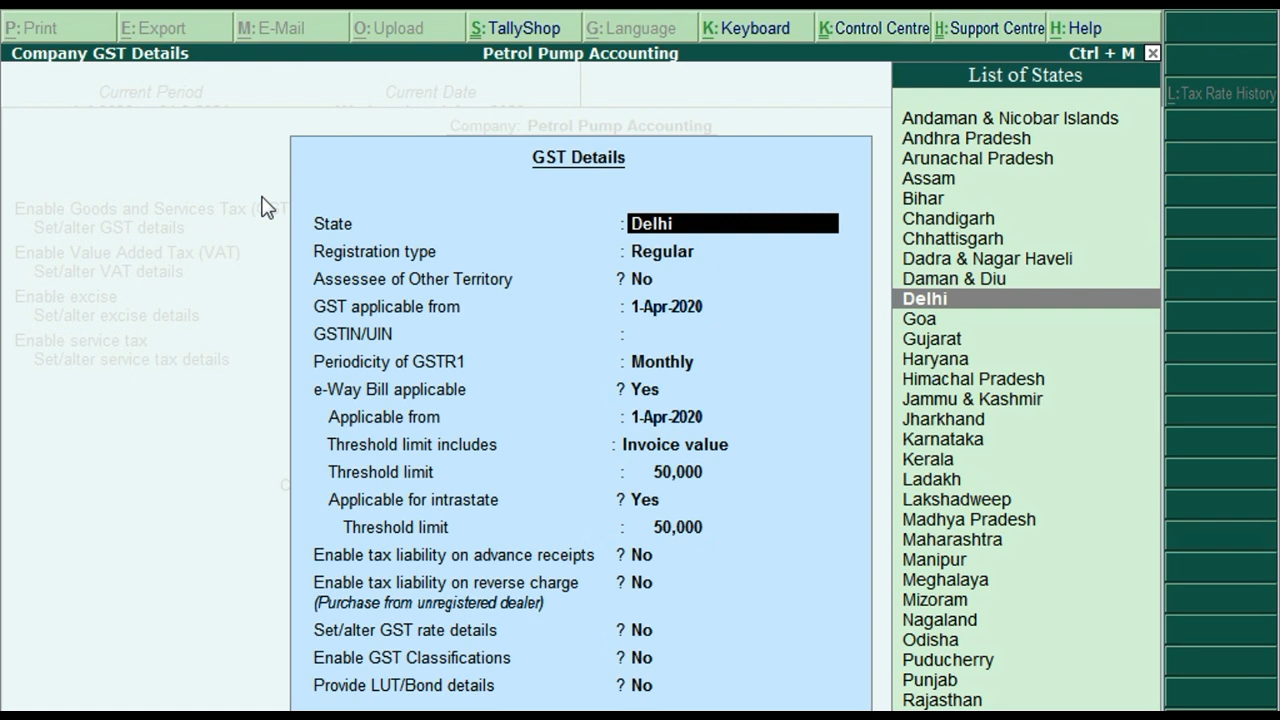 P: Print E: Export M: E-Mail O: Upload S: TallyShop G: Language K: Keyboard K: Control Centre H: Support Centre H: Help
Company GST Details Petrol Pump Accounting Ctrl + M
Current Period Current Date
Company: Petrol Pump Accounting
Enable Goods and Services Tax
Set/alter GST details
Enable Value Added Tax (VAT)
Set/alter VAT details
Enable excise
Set/alter excise details
Enable service tax
Set/alter service tax details
GST Details
State : Delhi
Registration type : Regular
Assessee of Other Territory ? No
GST applicable from : 1-Apr-2020
GSTIN/UIN :
Periodicity of GSTR1 : Monthly
e-Way Bill applicable ? Yes
Applicable from : 1-Apr-2020
Threshold limit includes : Invoice value
Threshold limit : 50,000
Applicable for intrastate ? Yes
Threshold limit : 50,000
Enable tax liability on advance receipts ? No
Enable tax liability on reverse charge ? No
(Purchase from unregistered dealer)
Set/alter GST rate details ? No
Enable GST Classifications ? No
Provide LUT/Bond details ? No
List of States
Andaman & Nicobar Islands
Andhra Pradesh
Arunachal Pradesh
Assam
Bihar
Chandigarh
Chhattisgarh
Dadra & Nagar Haveli
Daman & Diu
Delhi
Goa
Gujarat
Haryana
Himachal Pradesh
Jammu & Kashmir
Jharkhand
Karnataka
Kerala
Ladakh
Lakshadweep
Madhya Pradesh
Maharashtra
Manipur
Meghalaya
Mizoram
Nagaland
Odisha
Puducherry
Punjab
Rajasthan
L: Tax Rate History